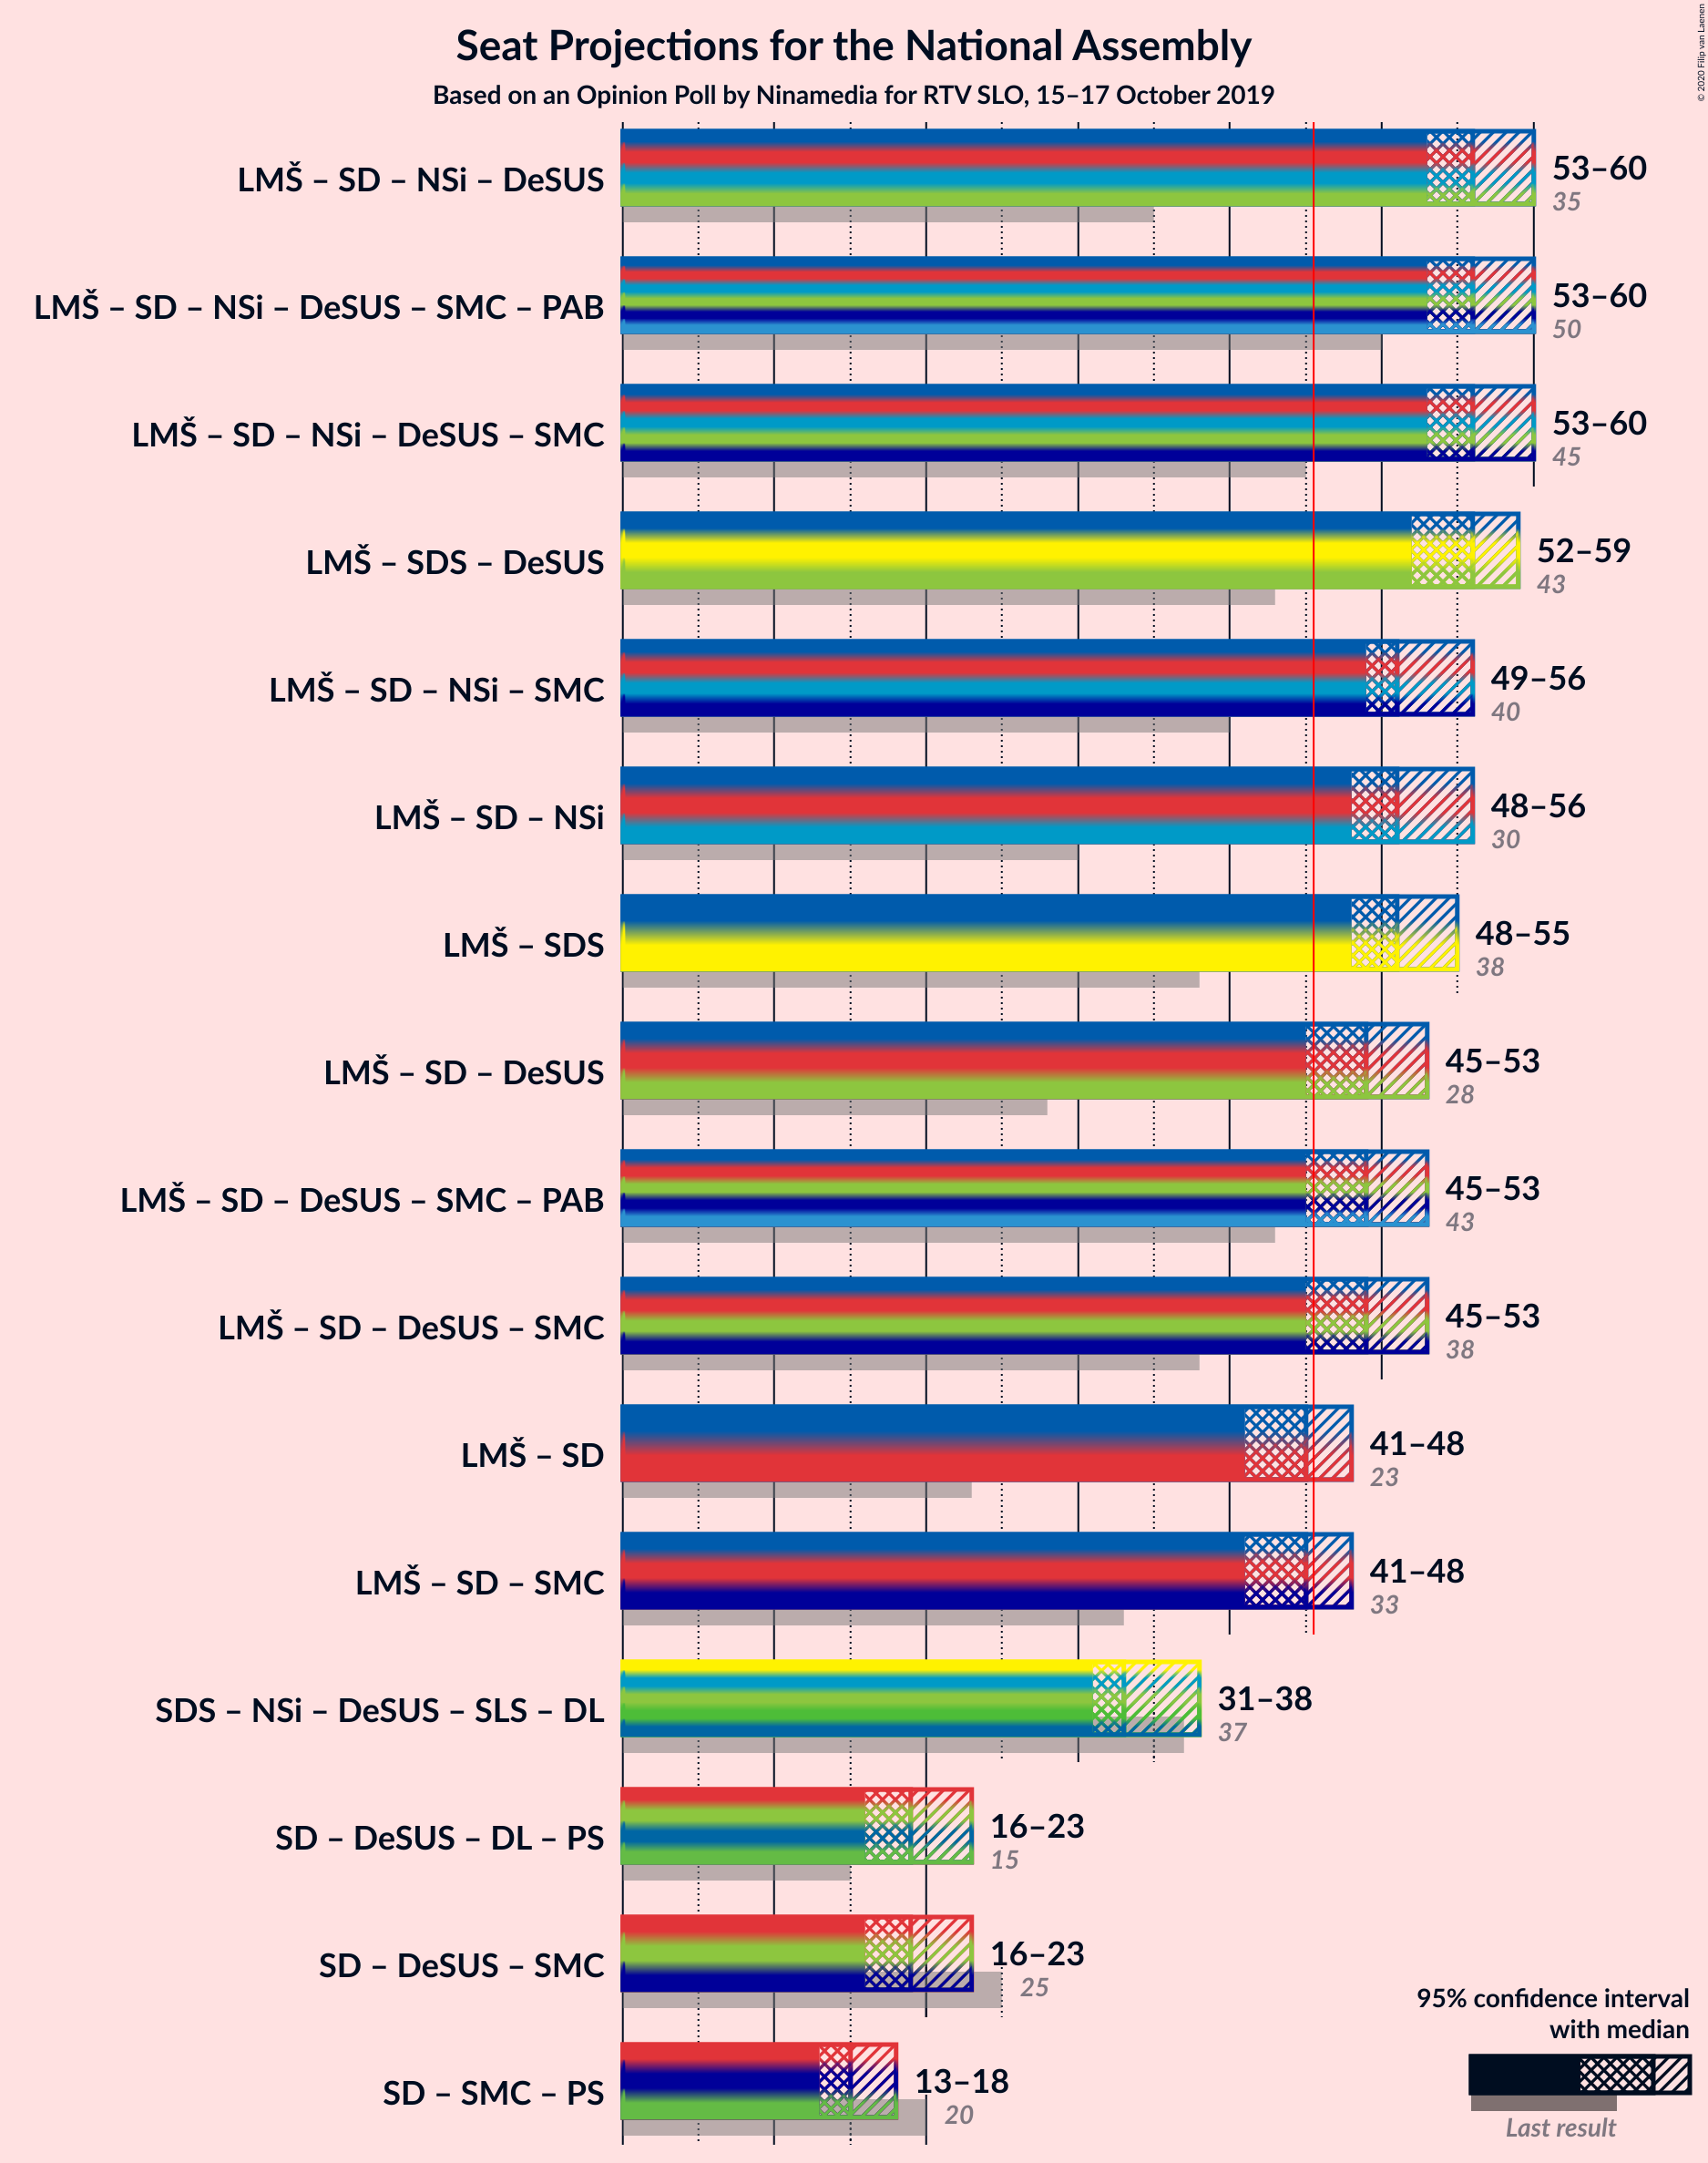 Seat Projections for the National Assembly
Based on an Opinion Poll by Ninamedia for RTV SLO, 15–17 October 2019
© 2020 Filip van Laenen
LMŠ – SD – NSi – DeSUS
53–60
35
LMŠ – SD – NSi – DeSUS – SMC – PAB
53–60
50
LMŠ – SD – NSi – DeSUS – SMC
53–60
45
LMŠ – SDS – DeSUS
52–59
43
LMŠ – SD – NSi – SMC
49–56
40
LMŠ – SD – NSi
48–56
30
LMŠ – SDS
48–55
38
LMŠ – SD – DeSUS
45–53
28
LMŠ – SD – DeSUS – SMC – PAB
45–53
43
LMŠ – SD – DeSUS – SMC
45–53
38
LMŠ – SD
41–48
23
LMŠ – SD – SMC
41–48
33
SDS – NSi – DeSUS – SLS – DL
31–38
37
SD – DeSUS – DL – PS
16–23
15
SD – DeSUS – SMC
16–23
25
SD – SMC – PS
13–18
20
95% confidence interval
with median
Last result